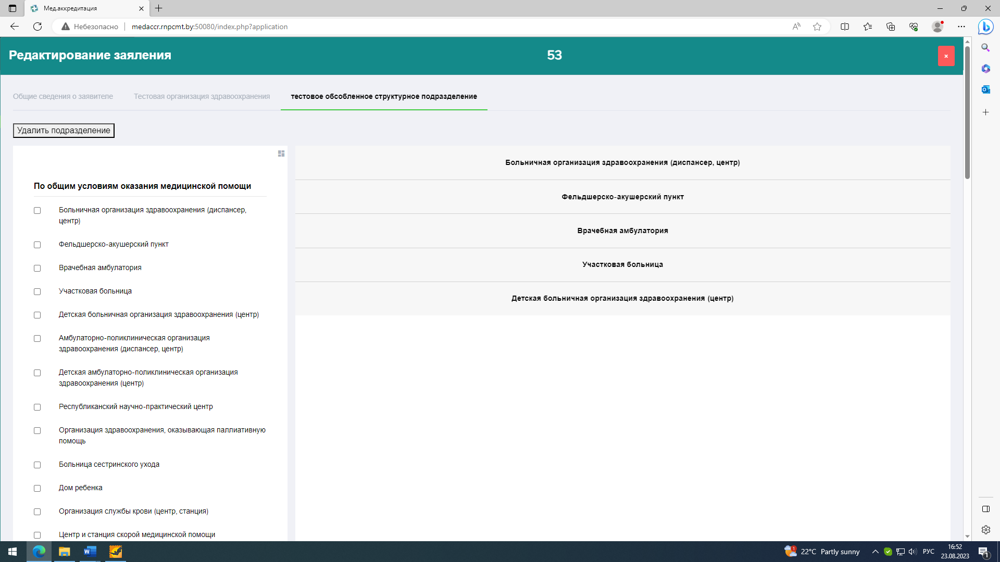 Мед.аккредитация
Небезопасно
medaccr.rnpcmt.by:50080/index.php?application
Редактирование заяления
53
Общие сведения о заявителе
Тестовая организация здравоохранения
тестовое обсобленное структурное подразделение
Удалить подразделение
По общим условиям оказания медицинской помощи
Больничная организация здравоохранения (диспансер,
центр)
Фельдшерско-акушерский пункт
Врачебная амбулатория
Участковая больница
Детская больничная организация здравоохранения (центр)
Амбулаторно-поликлиническая организация
здравоохранения (диспансер, центр)
Детская амбулаторно-поликлиническая организация
здравоохранения (центр)
Республиканский научно-практический центр
Организация здравоохранения, оказывающая паллиативную
помощь
Больница сестринского ухода
Дом ребенка
Организация службы крови (центр, станция)
Центр и станция скорой медицинской помощи
Больничная организация здравоохранения (диспансер, центр)
Фельдшерско-акушерский пункт
Врачебная амбулатория
Участковая больница
Детская больничная организация здравоохранения (центр)
1
22°C Partly sunny
РУС
16:52
23.08.2023
1